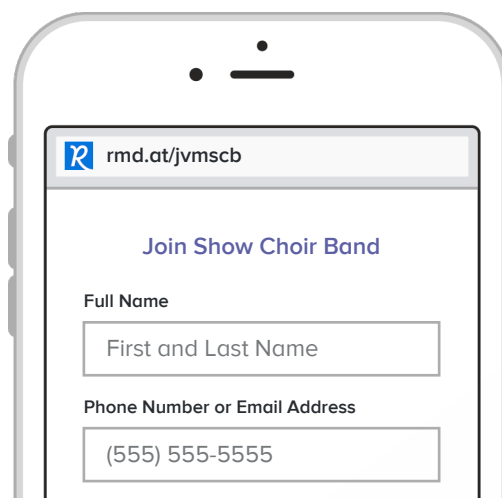 rmd.at/jvmscb
Join Show Choir Band
Full Name
First and Last Name
Phone Number or Email Address
(555) 555-5555